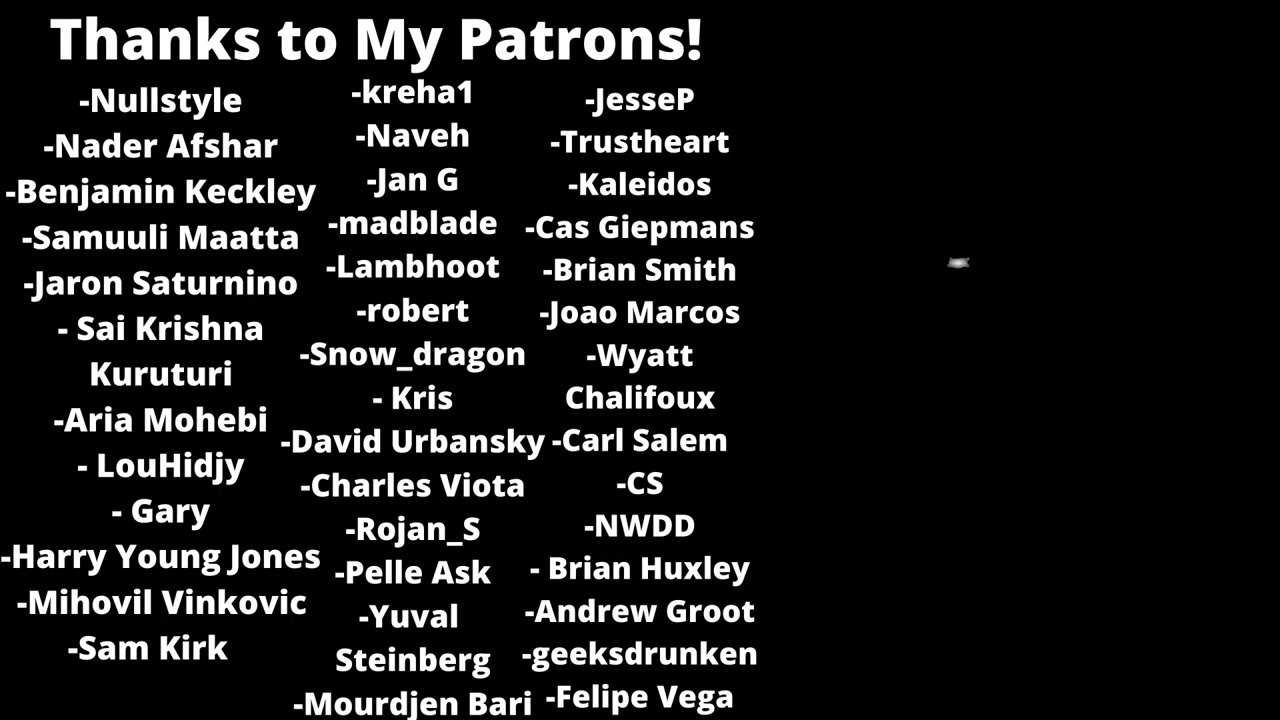 Thanks to My Patrons!
-Nullstyle
-Nader Afshar
-Benjamin Keckley
-Samuuli Maatta
-Jaron Saturnino
- Sai Krishna
Kuruturi
-Aria Mohebi
- LouHidjy
- Gary
-Harry Young Jones
-Mihovil Vinkovic
-Sam Kirk
-kreha1
-Naveh
-Jan G
-madblade
-Lambhoot
-robert
-Snow_dragon
- Kris
-David Urbansky
-Charles Viota
-Rojan_S
-Pelle Ask
-Yuval
Steinberg
-Mourdjen Bari
-JesseP
-Trustheart
-Kaleidos
-Cas Giepmans
-Brian Smith
-Joao Marcos
-Wyatt
Chalifoux
-Carl Salem
-CS
-NWDD
- Brian Huxley
-Andrew Groot
-geeksdrunken
-Felipe Vega